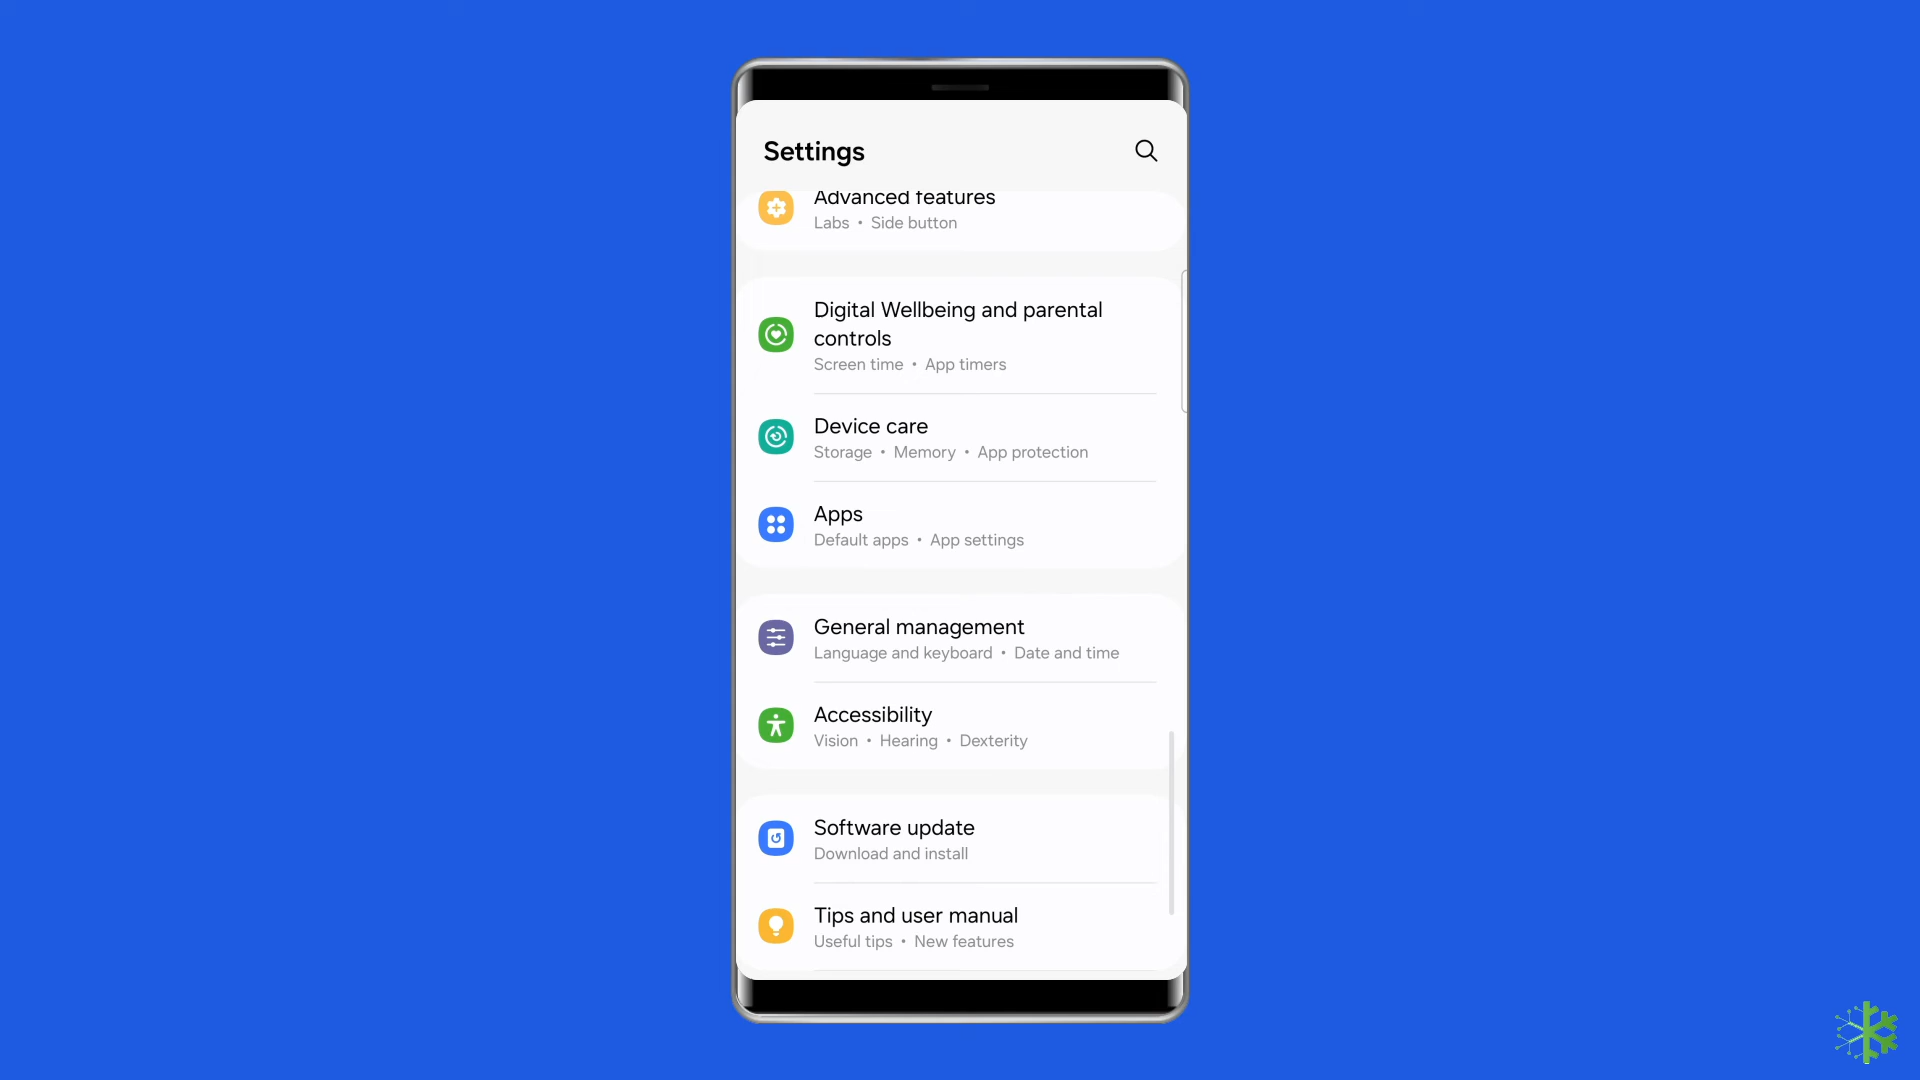 Settings
Advanced features
Labs • Side button
Digital Wellbeing and parental
controls
Screen time • App timers
Device care
Storage • Memory • App protection
Apps
Default apps • App settings
General management
Language and keyboard • Date and time
Accessibility
Vision • Hearing • Dexterity
Software update
Download and install
Tips and user manual
Useful tips • New features